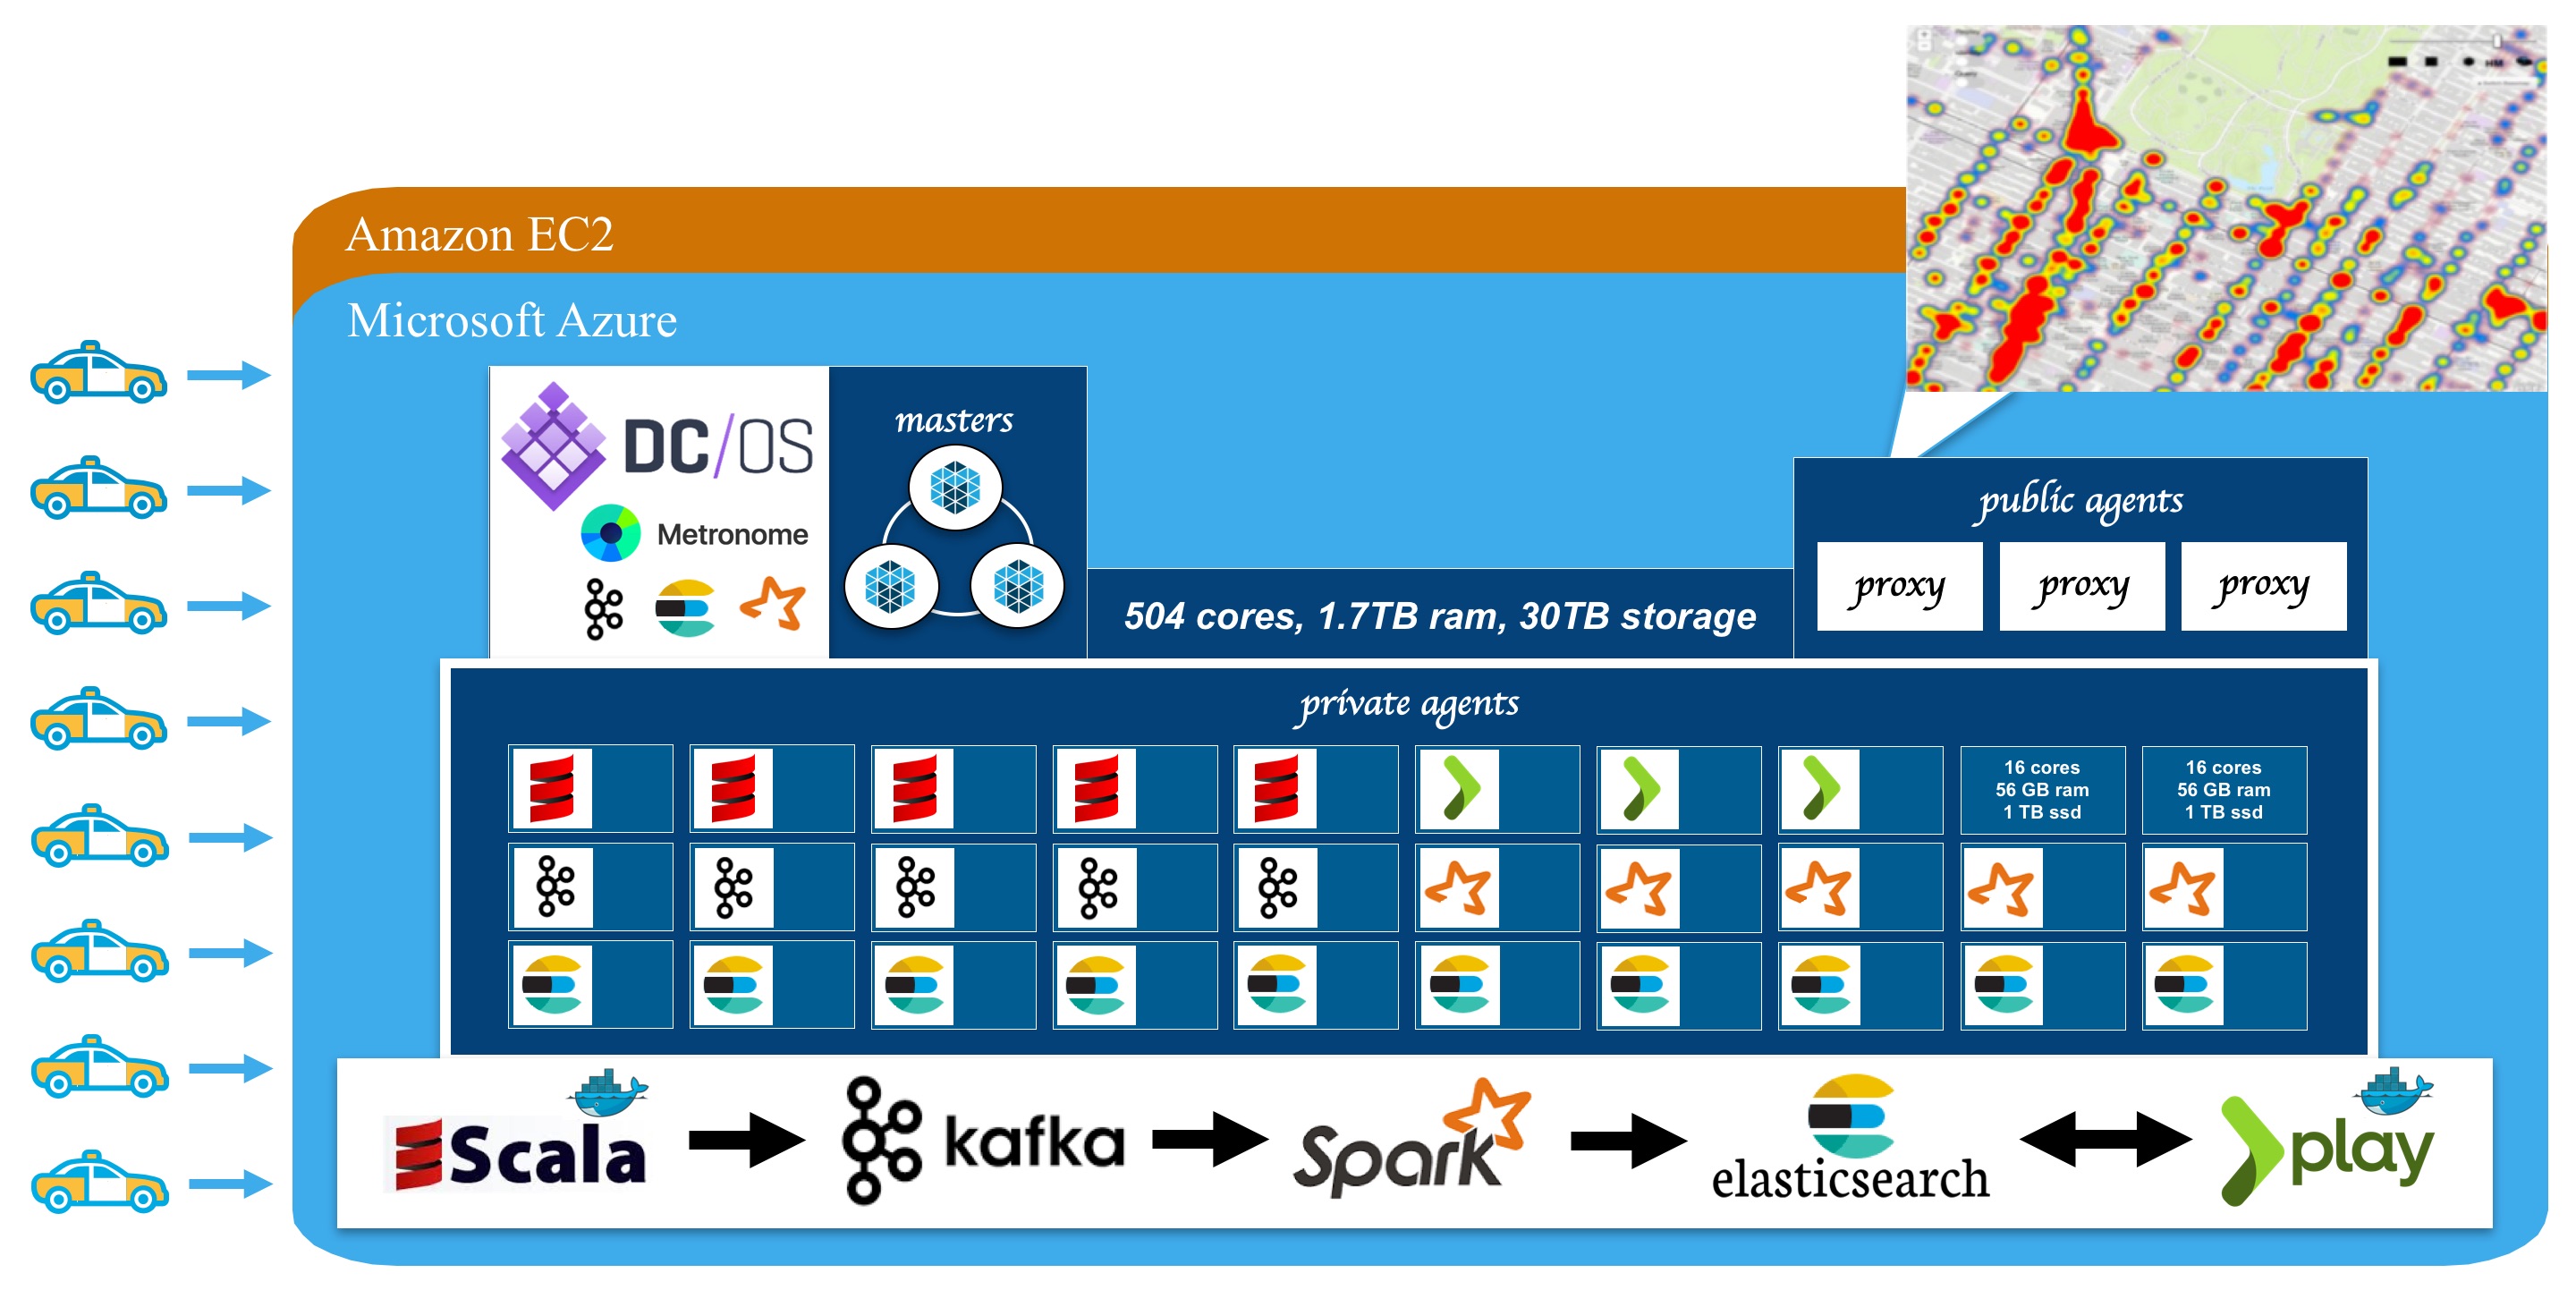 Amazon EC2
Microsoft Azure
DC/OS
Metronome
masters
504 cores, 1.7TB ram, 30TB storage
public agents
proxy
proxy
proxy
private agents
16 cores
56 GB ram
1 TB ssd
16 cores
56 GB ram
1 TB ssd
Scala
kafka
Spark
elasticsearch
play